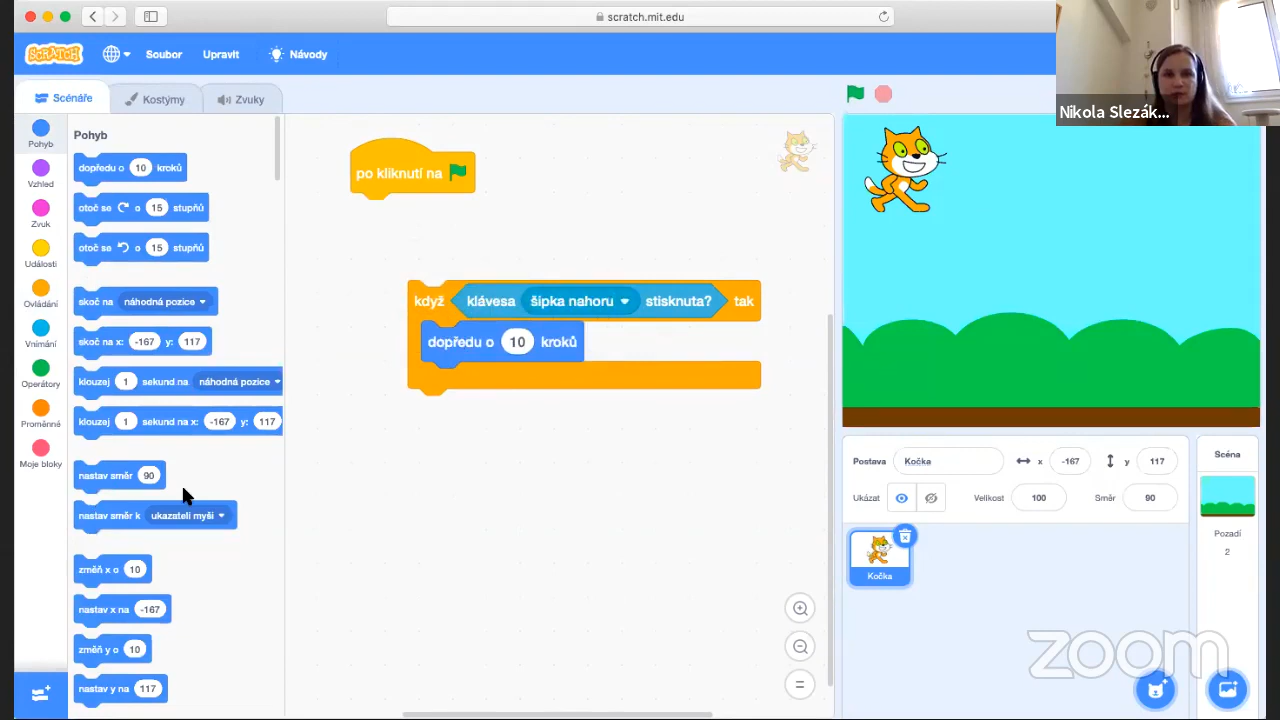 scratch.mit.edu
SCRATCH
Soubor
Upravit
Návody
Nikola Slezák...
Scénáře
Kostýmy
Zvuky
Pohyb
Vzhled
Zvuk
Události
Ovládání
Vnímání
Operátory
Proměnné
Moje bloky
Pohyb
dopředu o 10 kroků
otoč se o 15 stupňů
otoč se o 15 stupňů
skoč na náhodná pozice
skoč na x: -167 y: 117
klouzej 1 sekund na náhodná pozice
klouzej 1 sekund na x: -167 y: 117
nastav směr 90
nastav směr k ukazateli myši
změň x o 10
nastav x na -167
změň y o 10
nastav y na 117
po kliknutí na
když klávesa šipka nahoru stisknuta? tak
dopředu o 10 kroků
Postava Kočka x -167 y 117
Ukázat Velikost 100 Směr 90
Kočka
Scéna
Pozadí
2
zoom